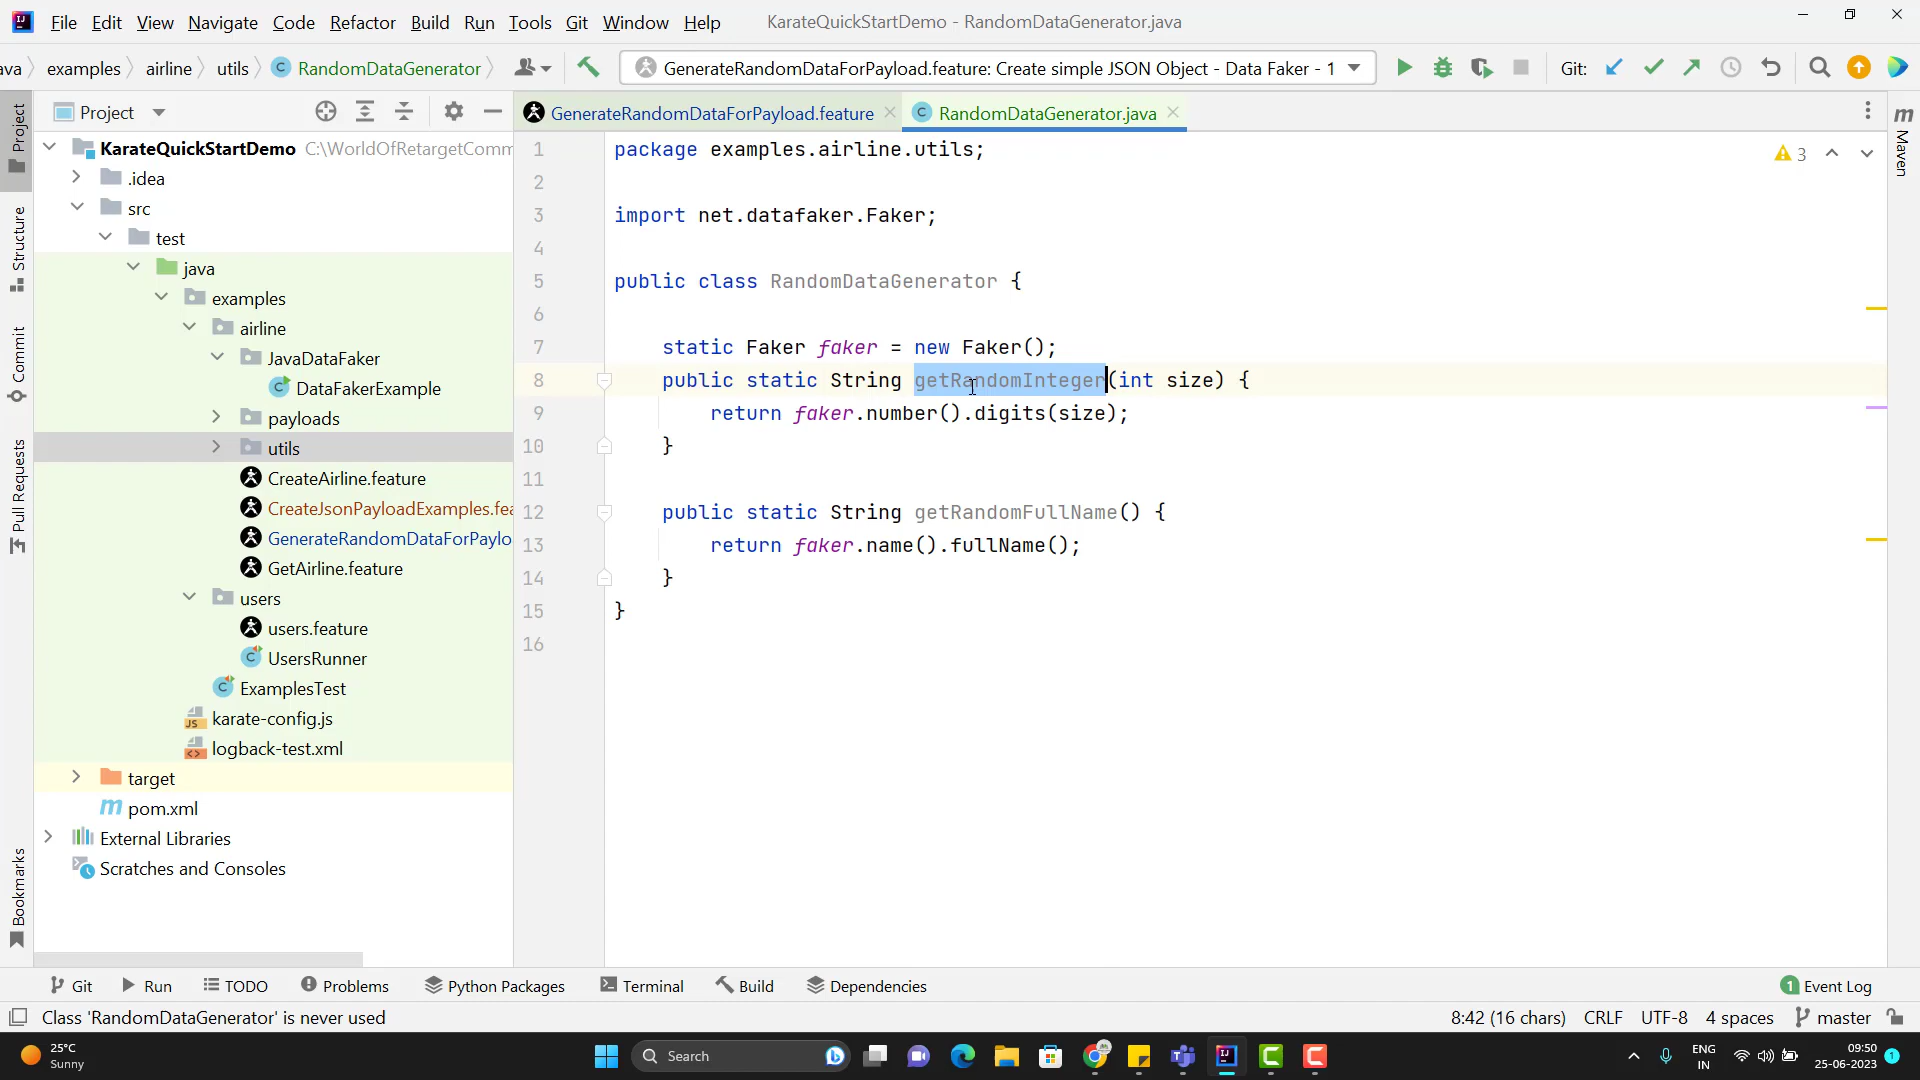 File Edit View Navigate Code Refactor Build Run Tools Git Window Help KarateQuickStartDemo - RandomDataGenerator.java
ava examples airline utils RandomDataGenerator GenerateRandomDataForPayload.feature: Create simple JSON Object - Data Faker - 1 Git:
Project GenerateRandomDataForPayload.feature RandomDataGenerator.java
Project
Structure
Commit
Pull Requests
Bookmarks
KarateQuickStartDemo C:\WorldOfRetargetComm
.idea
src
test
java
examples
airline
JavaDataFaker
DataFakerExample
payloads
utils
CreateAirline.feature
CreateJsonPayloadExamples.fea
GenerateRandomDataForPaylo
GetAirline.feature
users
users.feature
UsersRunner
ExamplesTest
karate-config.js
logback-test.xml
target
pom.xml
External Libraries
Scratches and Consoles
1 package examples.airline.utils;
2
3 import net.datafaker.Faker;
4
5 public class RandomDataGenerator {
6
7 static Faker faker = new Faker();
8 public static String getRandomInteger(int size) {
9 return faker.number().digits(size);
10 }
11
12 public static String getRandomFullName() {
13 return faker.name().fullName();
14 }
15 }
16
3
m Maven
Git Run TODO Problems Python Packages Terminal Build Dependencies 1 Event Log
Class 'RandomDataGenerator' is never used 8:42 (16 chars) CRLF UTF-8 4 spaces master
25°C
Sunny
Search
ENG
IN
09:50
25-06-2023
1